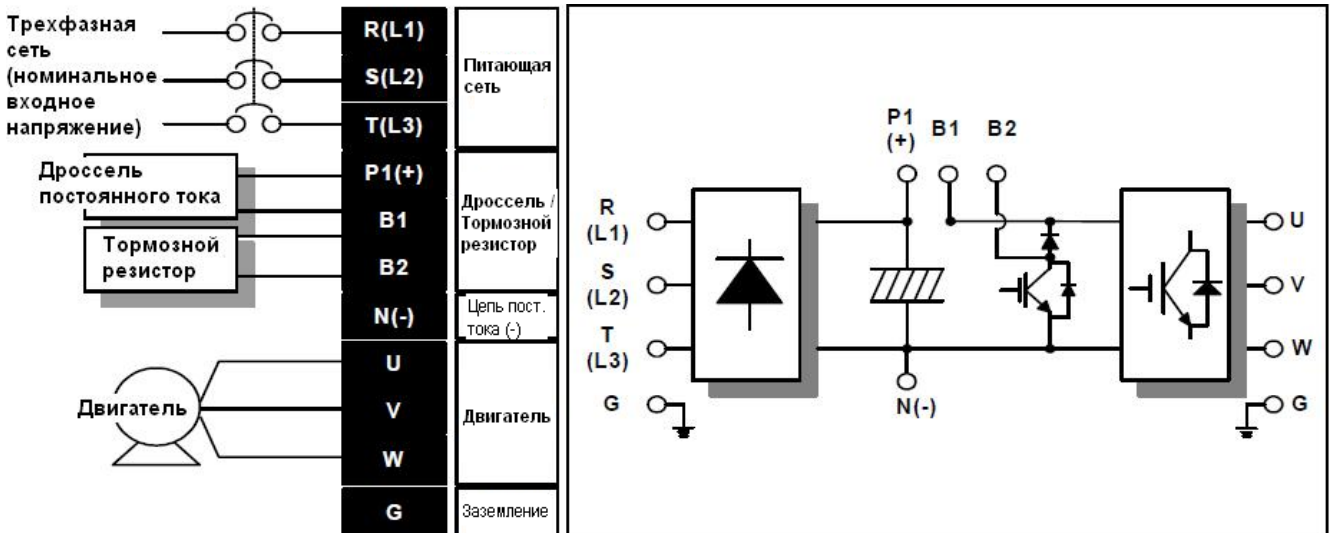 Трехфазная
сеть
(номинальное
входное
напряжение)
R(L1)
S(L2)
T(L3)
Питающая
сеть
Дроссель
постоянного тока
Тормозной
резистор
P1(+)
B1
B2
Дроссель /
Тормозной
резистор
N(-)
Цепь пост.
тока (-)
Двигатель
U
V
W
Двигатель
G
Заземление
P1
(+)
B1
B2
R
(L1)
S
(L2)
T
(L3)
G
N(-)
U
V
W
G